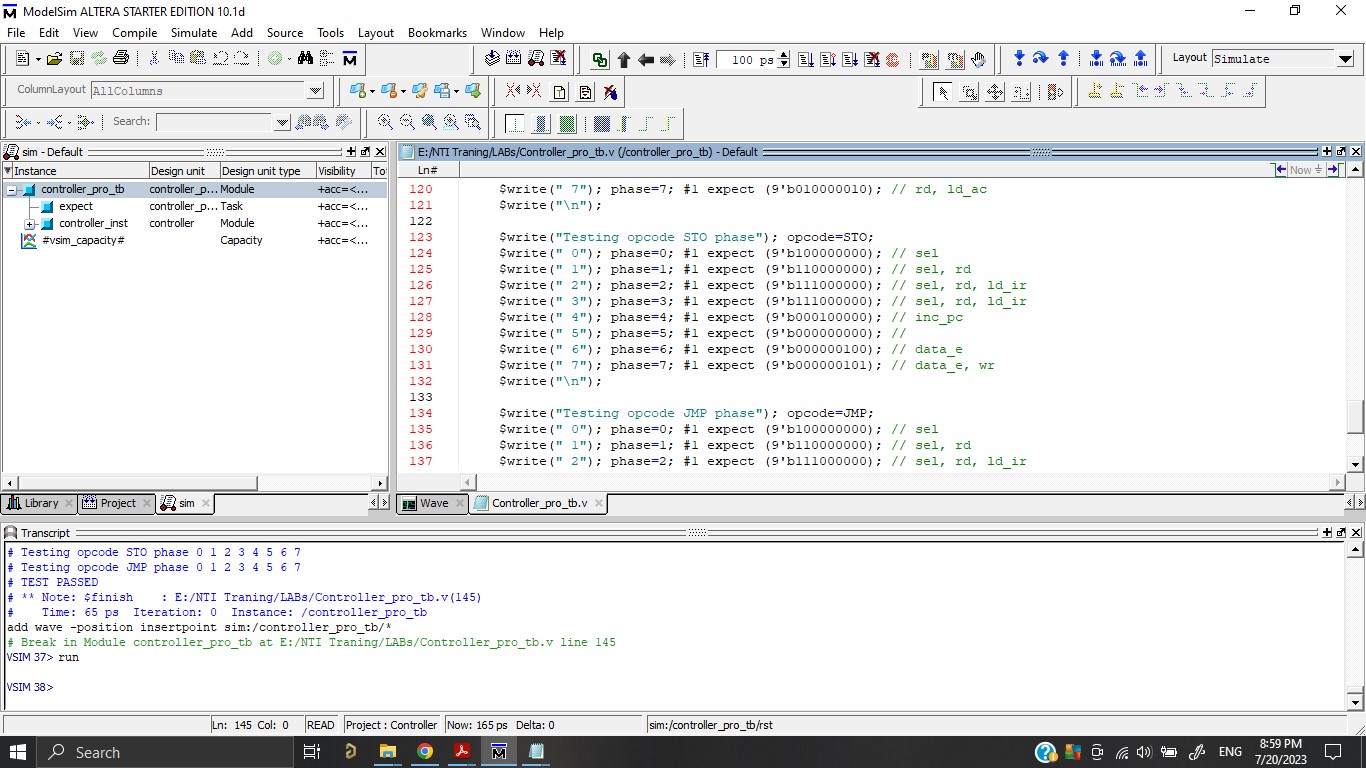 ModelSim ALTERA STARTER EDITION 10.1d
File Edit View Compile Simulate Add Source Tools Layout Bookmarks Window Help
100 ps Layout Simulate
ColumnLayout AllColumns
Search:
sim - Default
Instance Design unit Design unit type Visibility To
controller_pro_tb controller_p... Module +acc=<...
expect controller_p... Task +acc=<...
controller_inst controller Module +acc=<...
#vsim_capacity# Capacity +acc=<...
Library Project sim
E:/NTI Traning/LABs/Controller_pro_tb.v (/controller_pro_tb) - Default
Ln# Now
120 $write(" 7"); phase=7; #1 expect (9'b010000010); // rd, ld_ac
121 $write("\n");
122
123 $write("Testing opcode STO phase"); opcode=STO;
124 $write(" 0"); phase=0; #1 expect (9'b100000000); // sel
125 $write(" 1"); phase=1; #1 expect (9'b110000000); // sel, rd
126 $write(" 2"); phase=2; #1 expect (9'b111000000); // sel, rd, ld_ir
127 $write(" 3"); phase=3; #1 expect (9'b111000000); // sel, rd, ld_ir
128 $write(" 4"); phase=4; #1 expect (9'b000100000); // inc_pc
129 $write(" 5"); phase=5; #1 expect (9'b000000000); //
130 $write(" 6"); phase=6; #1 expect (9'b000000100); // data_e
131 $write(" 7"); phase=7; #1 expect (9'b000000101); // data_e, wr
132 $write("\n");
133
134 $write("Testing opcode JMP phase"); opcode=JMP;
135 $write(" 0"); phase=0; #1 expect (9'b100000000); // sel
136 $write(" 1"); phase=1; #1 expect (9'b110000000); // sel, rd
137 $write(" 2"); phase=2; #1 expect (9'b111000000); // sel, rd, ld_ir
Wave Controller_pro_tb.v
Transcript
# Testing opcode STO phase 0 1 2 3 4 5 6 7
# Testing opcode JMP phase 0 1 2 3 4 5 6 7
# TEST PASSED
# ** Note: $finish : E:/NTI Traning/LABs/Controller_pro_tb.v(145)
# Time: 65 ps Iteration: 0 Instance: /controller_pro_tb
add wave -position insertpoint sim:/controller_pro_tb/*
# Break in Module controller_pro_tb at E:/NTI Traning/LABs/Controller_pro_tb.v line 145
VSIM 37> run
VSIM 38>
Ln: 145 Col: 0 READ Project : Controller Now: 165 ps Delta: 0 sim:/controller_pro_tb/rst
Search ENG 8:59 PM
7/20/2023